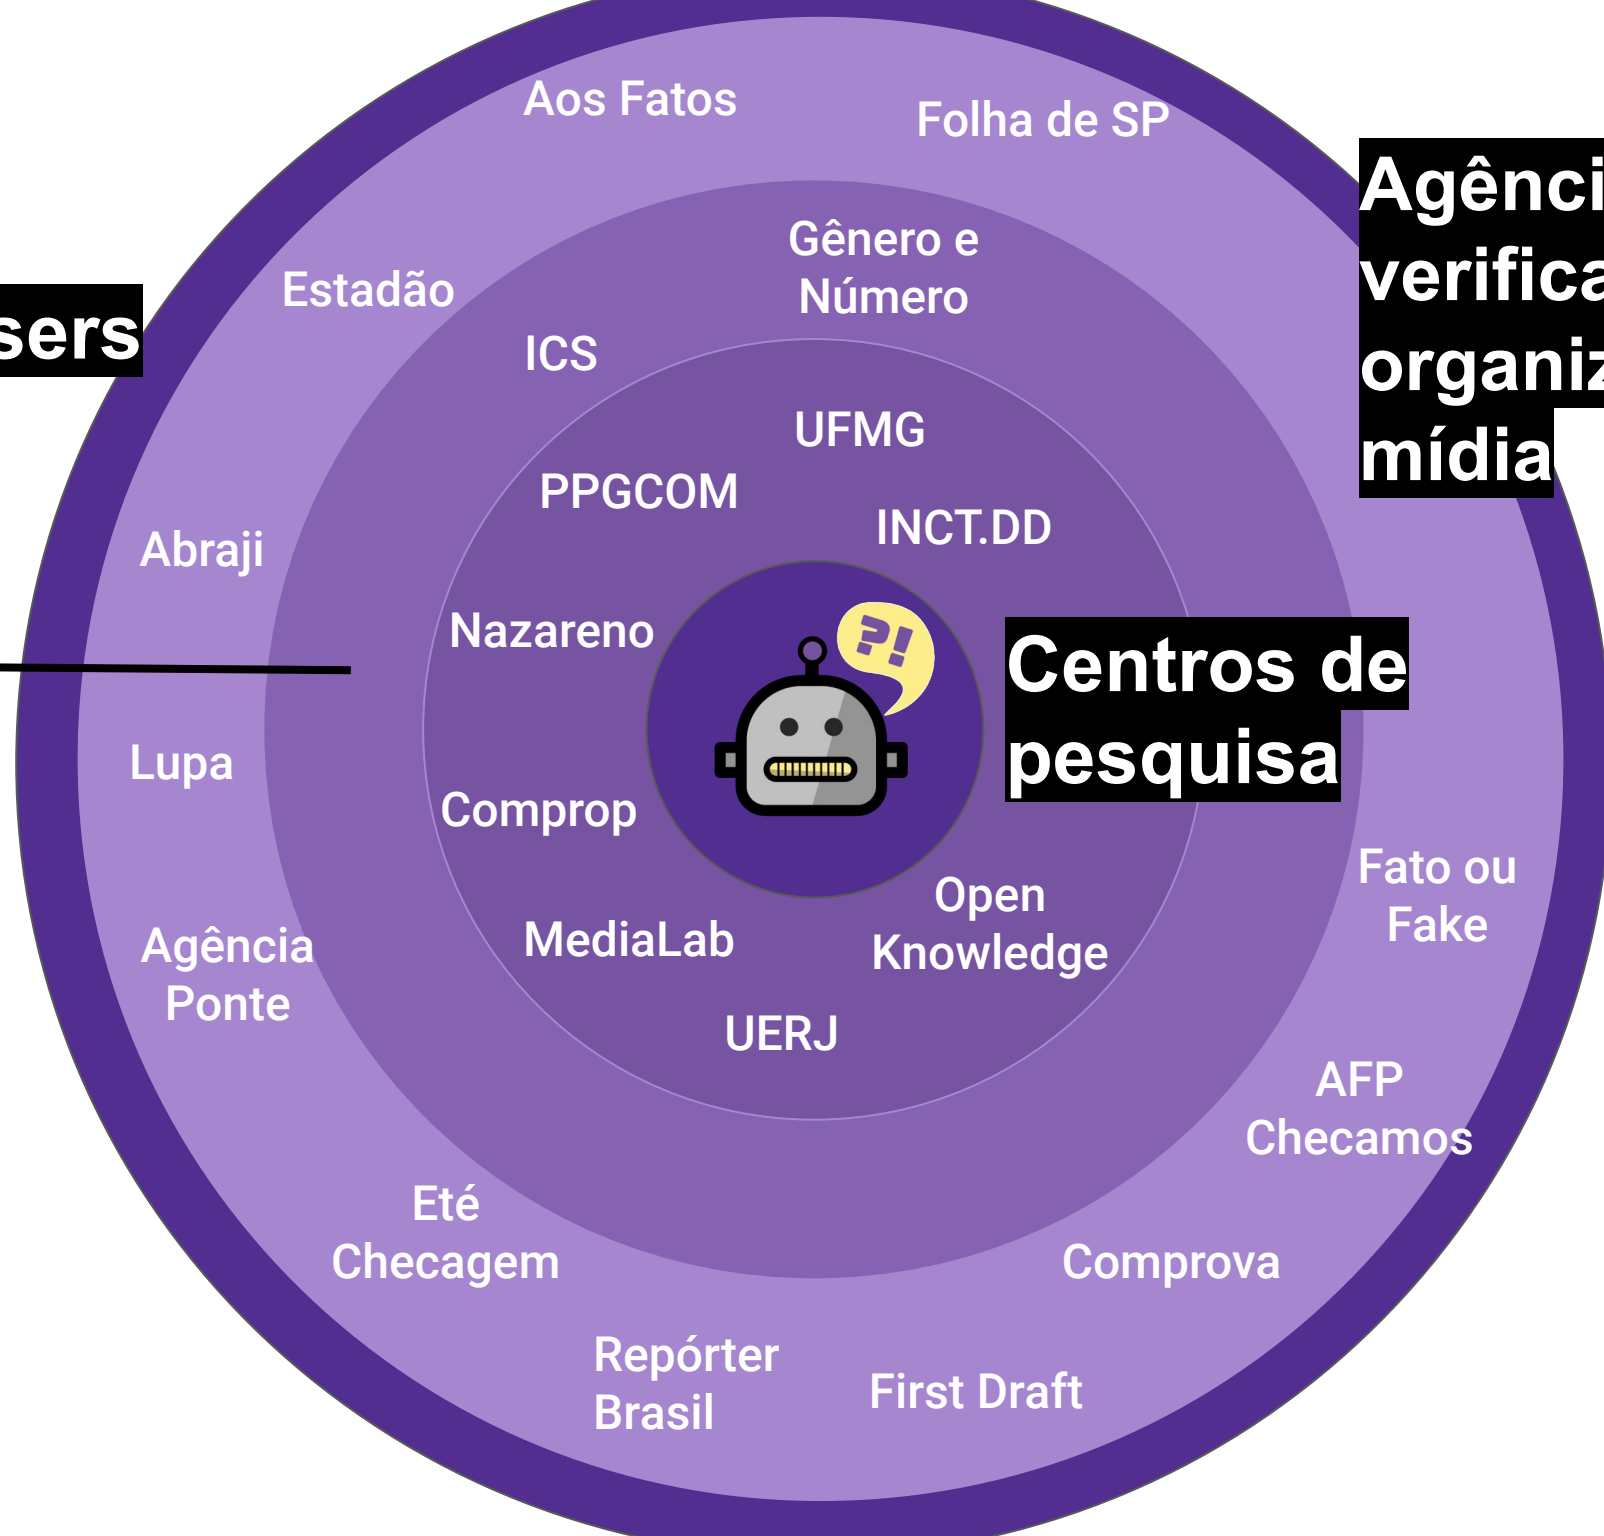 Aos Fatos
Folha de SP
Estadão
sers
Agênci
verifica
organiz
mídia
Gênero e
Número
ICS
UFMG
PPGCOM
INCT.DD
Abraji
Nazareno
?!
Centros de
pesquisa
Lupa
Comprop
Fato ou
Fake
Open
Knowledge
MediaLab
Agência
Ponte
UERJ
AFP
Checamos
Eté
Checagem
Comprova
Repórter
Brasil
First Draft